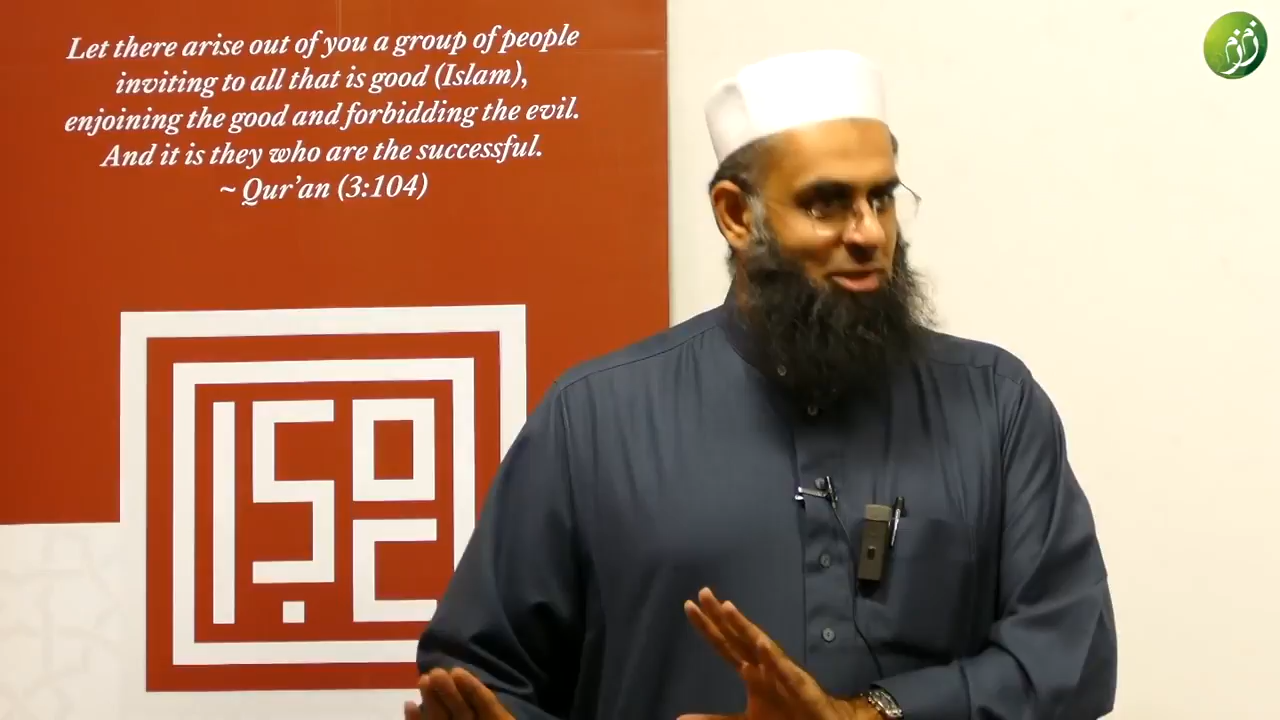 Let there arise out of you a group of people
inviting to all that is good (Islam),
enjoining the good and forbidding the evil.
And it is they who are the successful.
~ Qur’an (3:104)